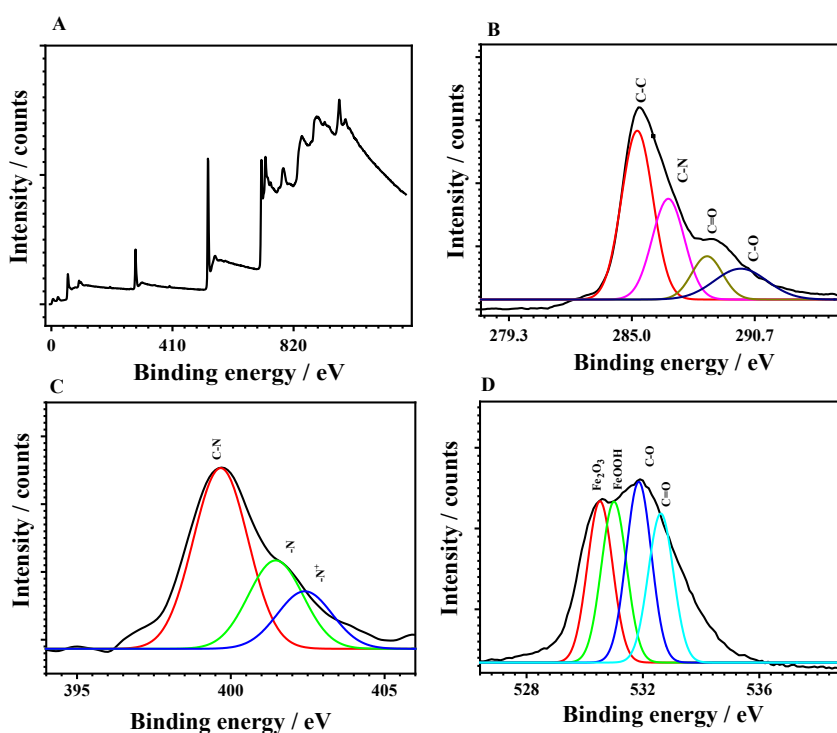 A
Intensity / counts
0 410 820
Binding energy / eV
B
Intensity / counts
C-C
C-N
C=O
C-O
279.3 285.0 290.7
Binding energy / eV
C
Intensity / counts
C-N
-N
-N⁺
395 400 405
Binding energy / eV
D
Intensity / counts
Fe₂O₃
FeOOH
C-O
C=O
528 532 536
Binding energy / eV